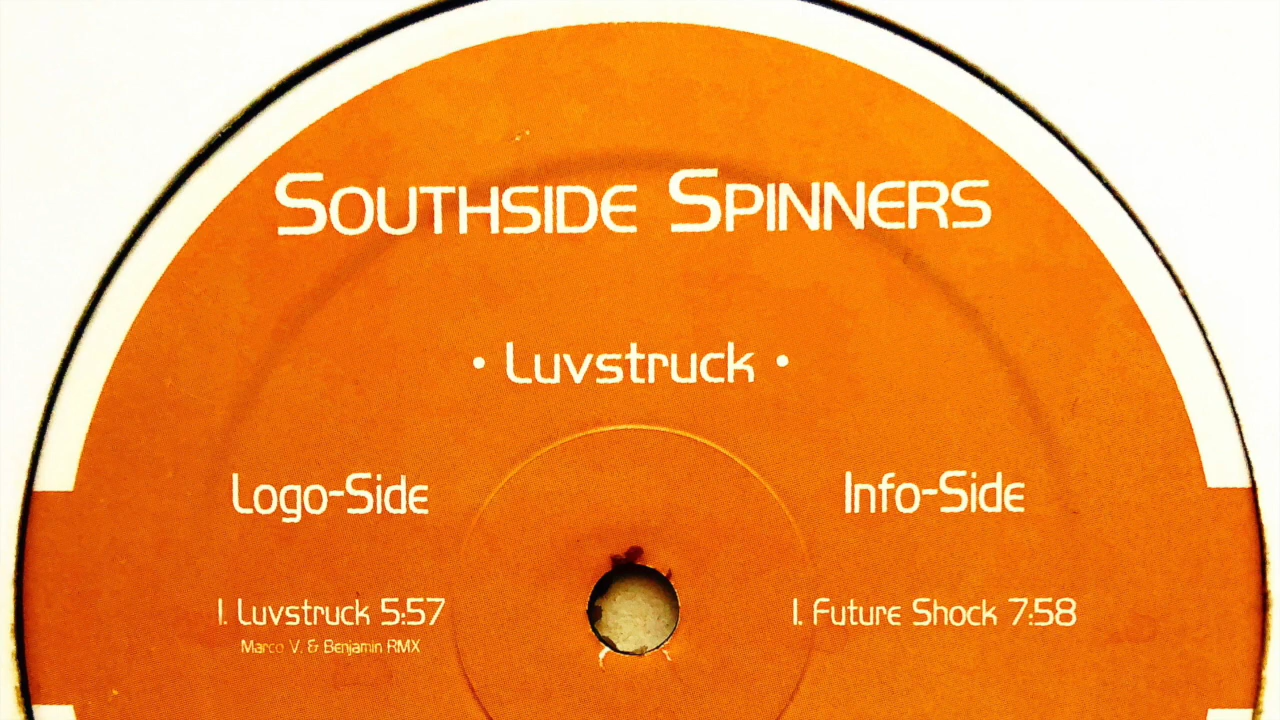 Southside Spinners
• Luvstruck •
Logo-Side
1. Luvstruck 5:57
Marco V. & Benjamin RMX
Info-Side
1. Future Shock 7:58